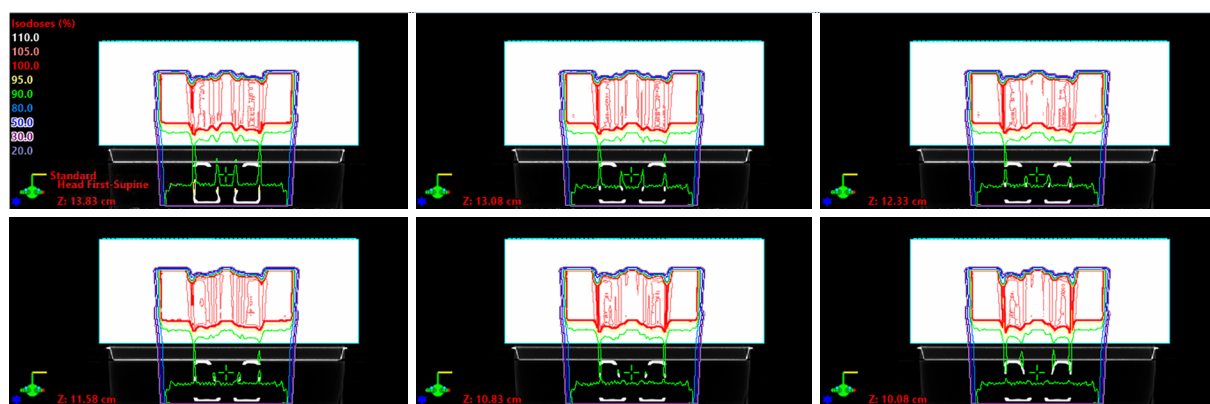 Isodoses (%)
110.0
105.0
100.0
95.0
90.0
80.0
50.0
30.0
20.0
Standard
Head First-Supine
Z: 13.83 cm
Z: 13.08 cm
Z: 12.33 cm
Z: 11.58 cm
Z: 10.83 cm
Z: 10.08 cm